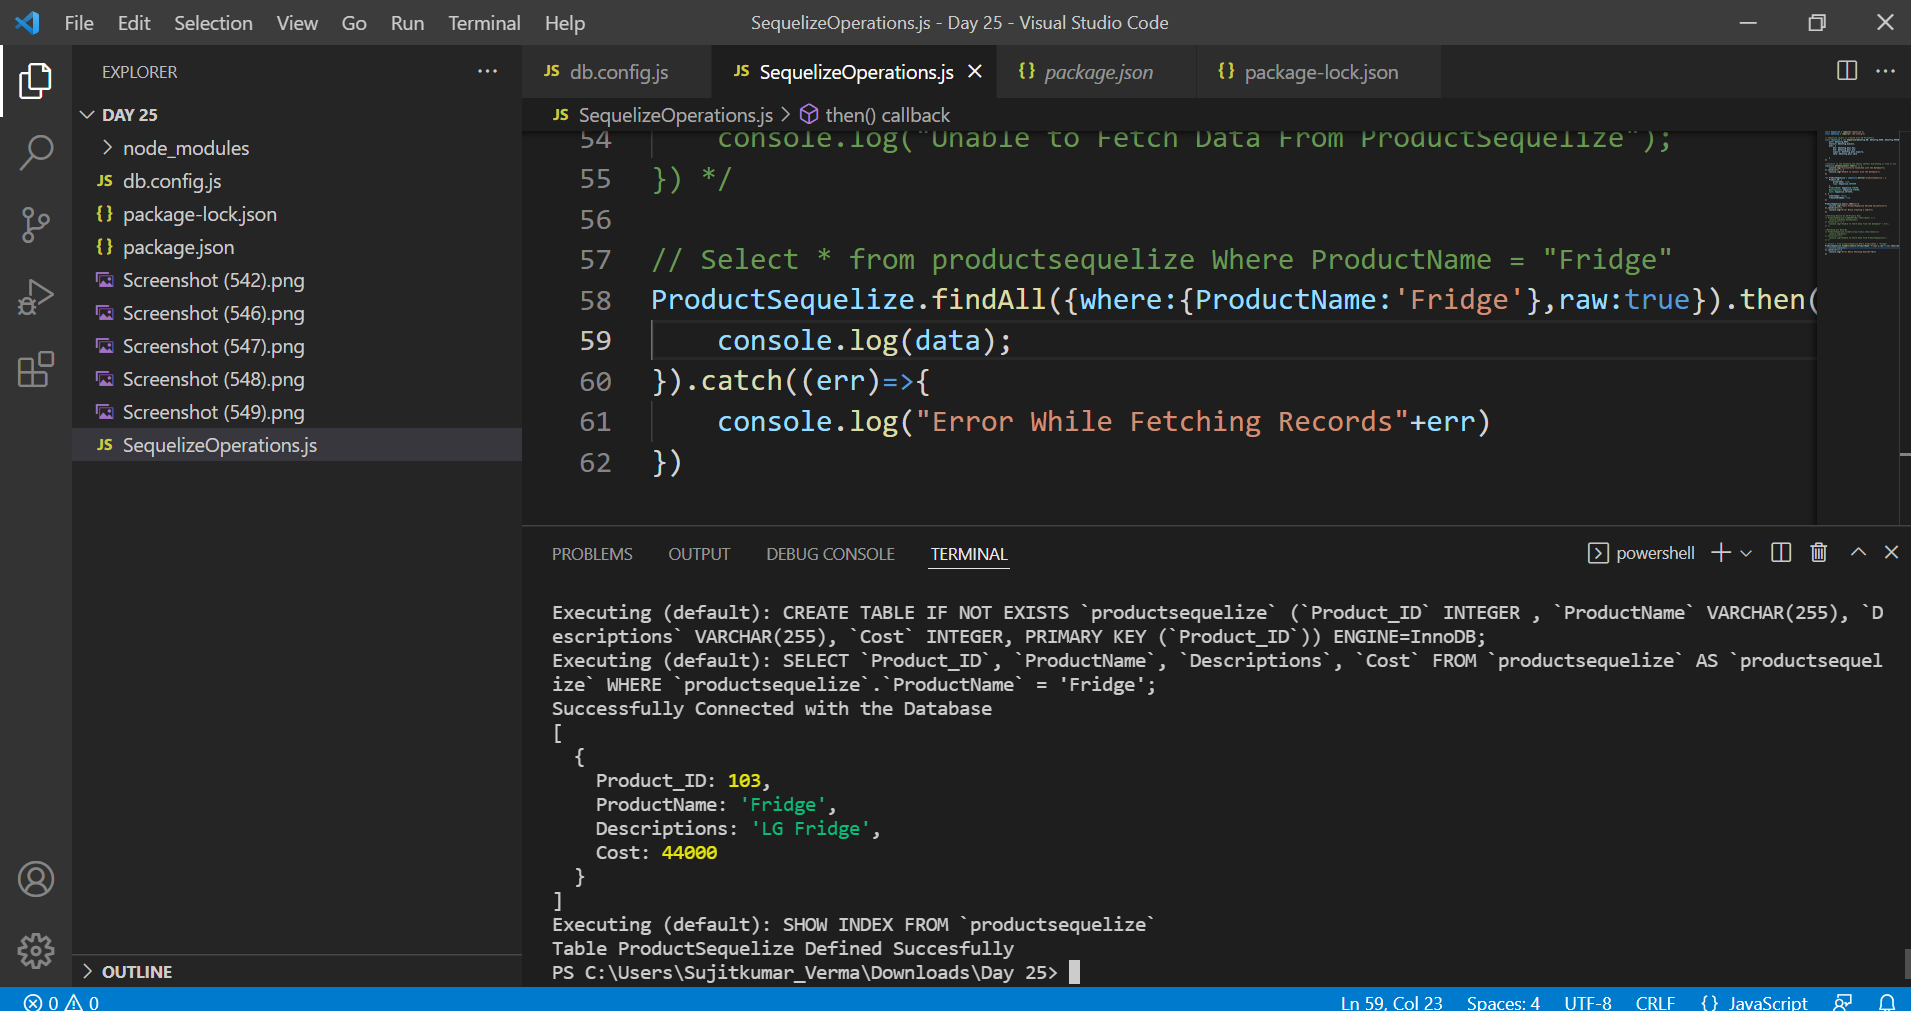 File Edit Selection View Go Run Terminal Help
SequelizeOperations.js - Day 25 - Visual Studio Code
EXPLORER
DAY 25
node_modules
JS db.config.js
{} package-lock.json
{} package.json
Screenshot (542).png
Screenshot (546).png
Screenshot (547).png
Screenshot (548).png
Screenshot (549).png
JS SequelizeOperations.js
OUTLINE
JS db.config.js
JS SequelizeOperations.js
{} package.json
{} package-lock.json
JS SequelizeOperations.js > then() callback
54 console.log("Unable to Fetch Data From ProductSequelize");
55 }) */
56
57 // Select * from productsequelize Where ProductName = "Fridge"
58 ProductSequelize.findAll({where:{ProductName:'Fridge'},raw:true}).then(
59 console.log(data);
60 }).catch((err)=>{
61 console.log("Error While Fetching Records"+err)
62 })
PROBLEMS OUTPUT DEBUG CONSOLE TERMINAL
powershell
Executing (default): CREATE TABLE IF NOT EXISTS `productsequelize` (`Product_ID` INTEGER , `ProductName` VARCHAR(255), `D
escriptions` VARCHAR(255), `Cost` INTEGER, PRIMARY KEY (`Product_ID`)) ENGINE=InnoDB;
Executing (default): SELECT `Product_ID`, `ProductName`, `Descriptions`, `Cost` FROM `productsequelize` AS `productsequel
ize` WHERE `productsequelize`.`ProductName` = 'Fridge';
Successfully Connected with the Database
[
{
Product_ID: 103,
ProductName: 'Fridge',
Descriptions: 'LG Fridge',
Cost: 44000
}
]
Executing (default): SHOW INDEX FROM `productsequelize`
Table ProductSequelize Defined Succesfully
PS C:\Users\Sujitkumar_Verma\Downloads\Day 25>
0 0
Ln 59, Col 23 Spaces: 4 UTF-8 CRLF {} JavaScript